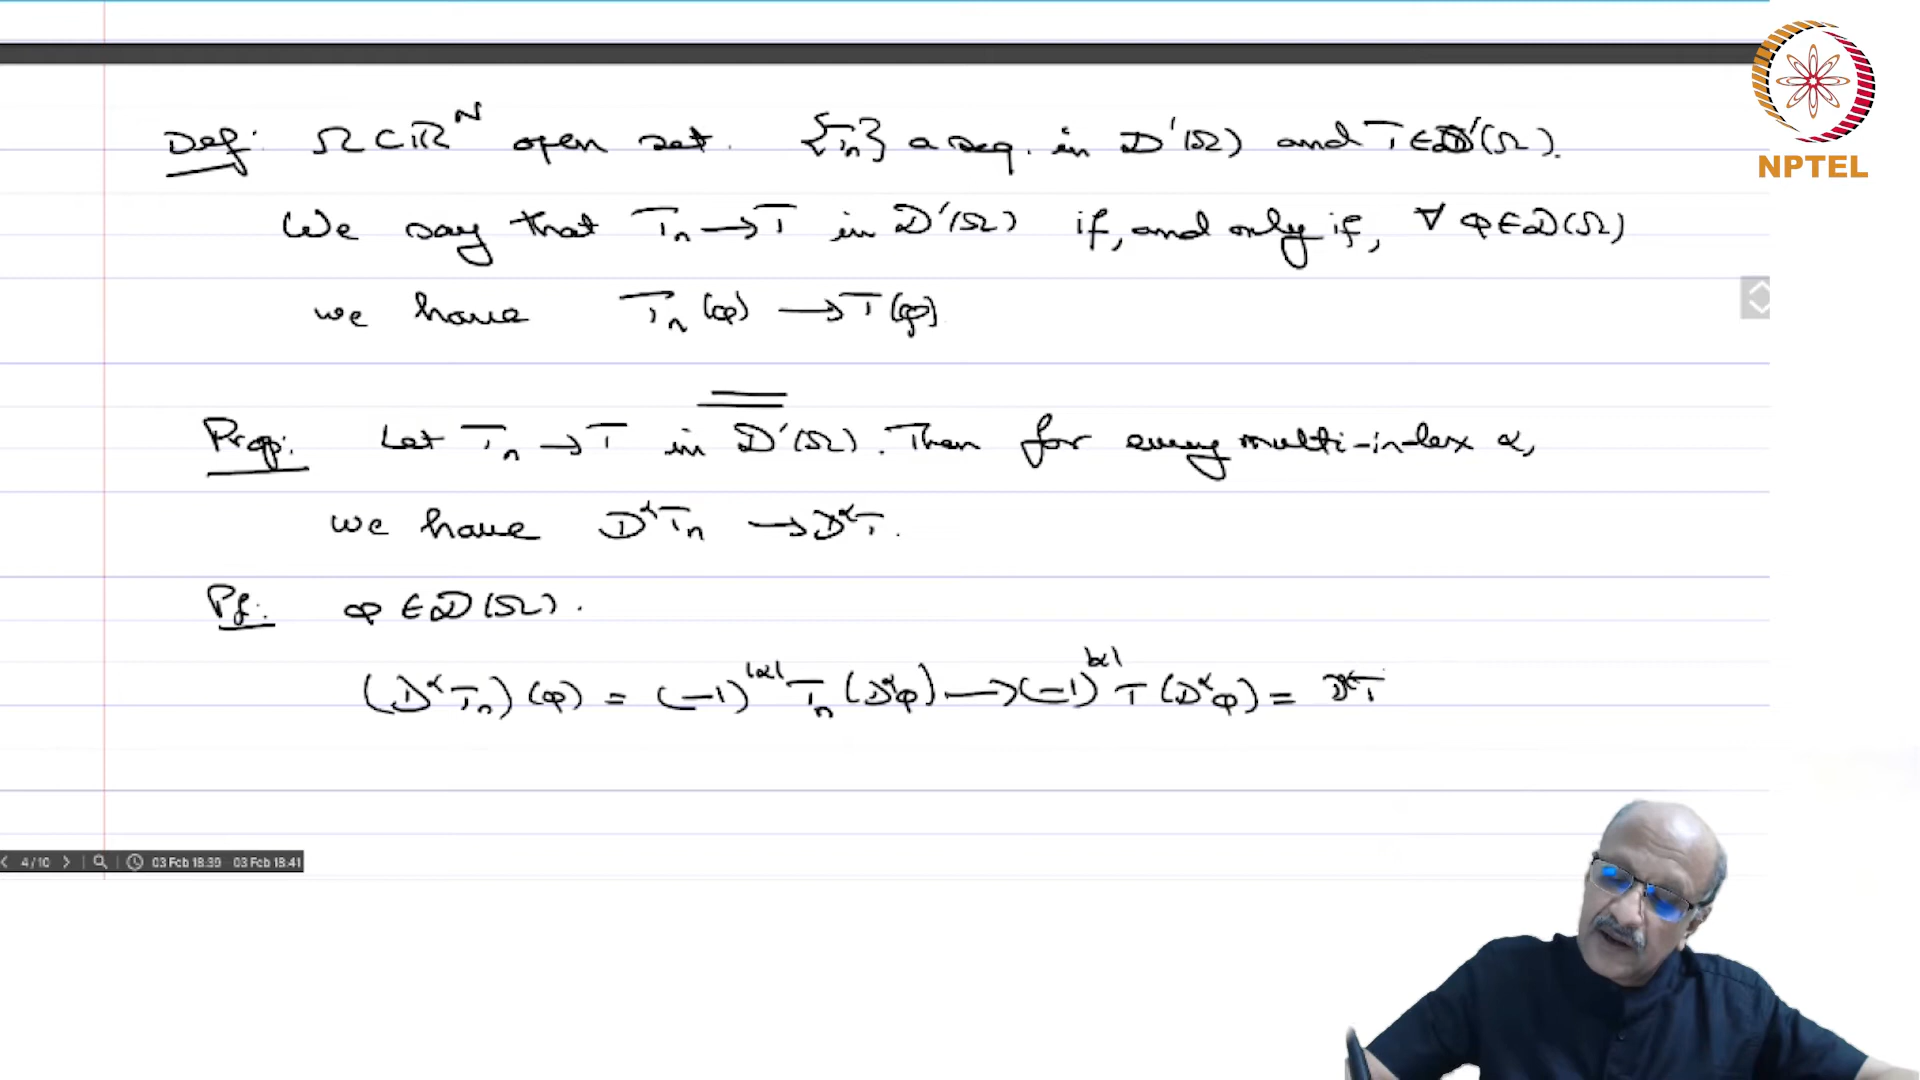 Def: Ω ⊂ ℝ^N open set. {T_n} a seq. in D'(Ω) and T ∈ D'(Ω).
NPTEL
We say that T_n → T in D'(Ω) if, and only if, ∀ φ ∈ D(Ω)
we have T_n(φ) → T(φ)
Prop: Let T_n → T in D'(Ω). Then for every multi-index α,
we have D^α T_n → D^α T.
Pf: φ ∈ D(Ω).
(D^α T_n)(φ) = (-1)^|α| T_n(D^α φ) → (-1)^|α| T(D^α φ) = D^α T
4/10 03 Feb 18:39 - 03 Feb 18:41